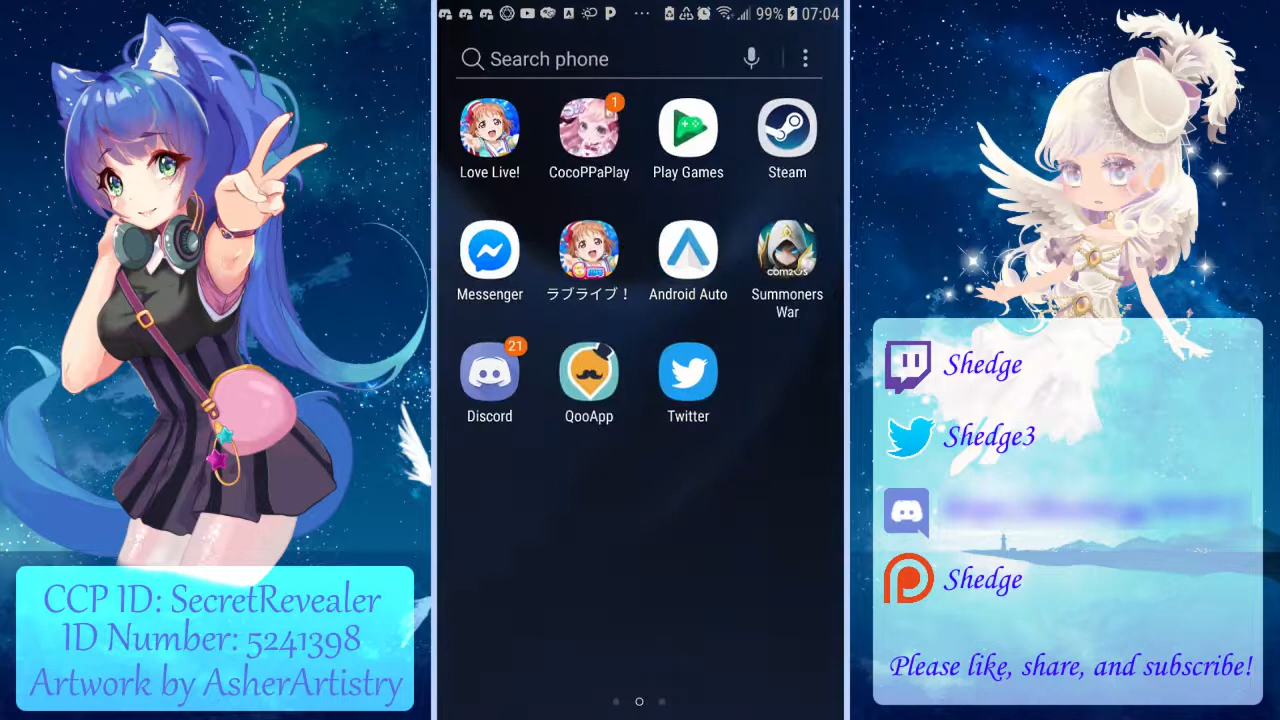 99% 07:04
Search phone
Love Live!
CocoPPaPlay
1
Play Games
Steam
Messenger
ラブライブ！
Android Auto
com2us
Summoners
War
21
Discord
QooApp
Twitter
CCP ID: SecretRevealer
ID Number: 5241398
Artwork by AsherArtistry
Shedge
Shedge3
Shedge
Please like, share, and subscribe!